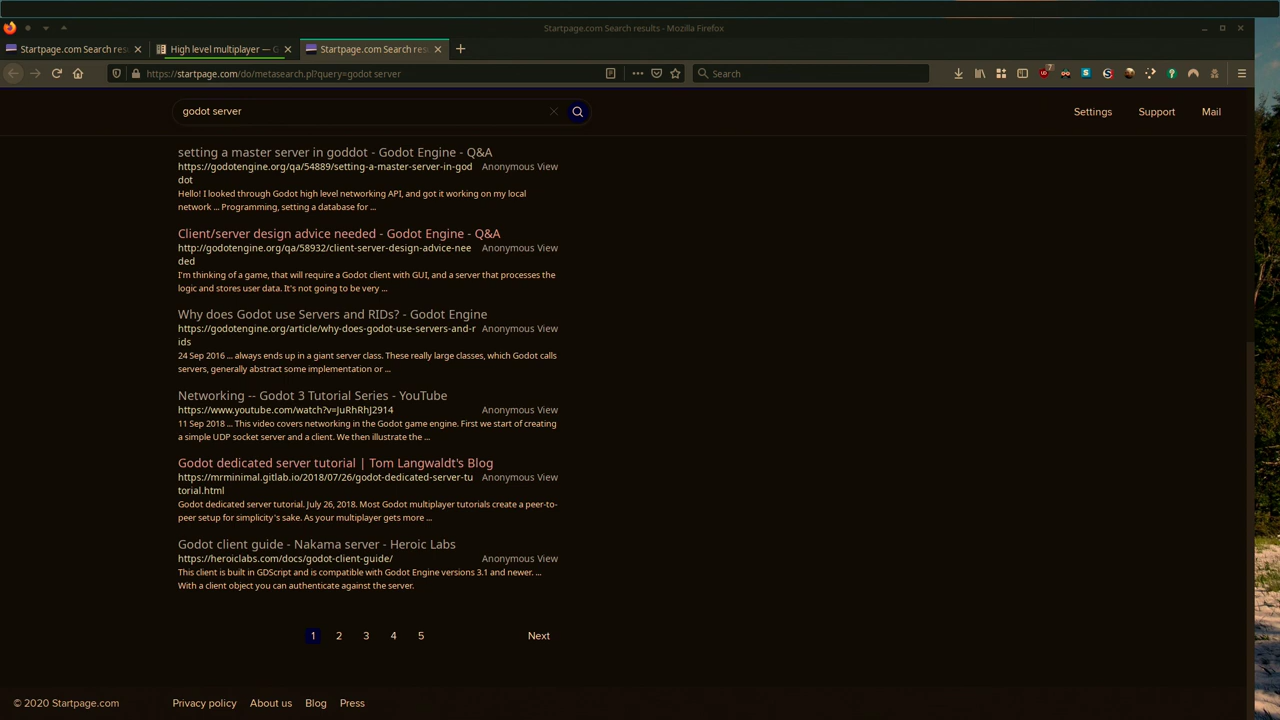 Startpage.com Search results - Mozilla Firefox
Startpage.com Search resu
High level multiplayer — G
Startpage.com Search resu
https://startpage.com/do/metasearch.pl?query=godot server
Search
7
godot server
Settings
Support
Mail
setting a master server in goddot - Godot Engine - Q&A
https://godotengine.org/qa/54889/setting-a-master-server-in-god Anonymous View
dot
Hello! I looked through Godot high level networking API, and got it working on my local
network ... Programming, setting a database for ...
Client/server design advice needed - Godot Engine - Q&A
http://godotengine.org/qa/58932/client-server-design-advice-nee Anonymous View
ded
I'm thinking of a game, that will require a Godot client with GUI, and a server that processes the
logic and stores user data. It's not going to be very ...
Why does Godot use Servers and RIDs? - Godot Engine
https://godotengine.org/article/why-does-godot-use-servers-and-r Anonymous View
ids
24 Sep 2016 ... always ends up in a giant server class. These really large classes, which Godot calls
servers, generally abstract some implementation or ...
Networking -- Godot 3 Tutorial Series - YouTube
https://www.youtube.com/watch?v=JuRhRhJ2914 Anonymous View
11 Sep 2018 ... This video covers networking in the Godot game engine. First we start of creating
a simple UDP socket server and a client. We then illustrate the ...
Godot dedicated server tutorial | Tom Langwaldt's Blog
https://mrminimal.gitlab.io/2018/07/26/godot-dedicated-server-tu Anonymous View
torial.html
Godot dedicated server tutorial. July 26, 2018. Most Godot multiplayer tutorials create a peer-to-
peer setup for simplicity's sake. As your multiplayer gets more ...
Godot client guide - Nakama server - Heroic Labs
https://heroiclabs.com/docs/godot-client-guide/ Anonymous View
This client is built in GDScript and is compatible with Godot Engine versions 3.1 and newer. ...
With a client object you can authenticate against the server.
1 2 3 4 5 Next
© 2020 Startpage.com
Privacy policy
About us
Blog
Press